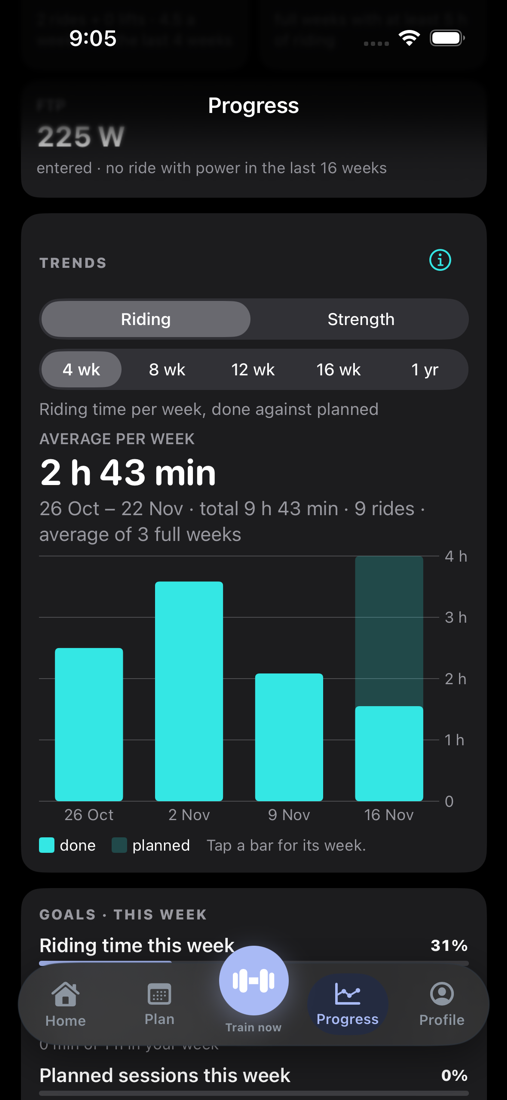 9:05
Progress
FTP
225 W
entered · no ride with power in the last 16 weeks
TRENDS
Riding
Strength
4 wk
8 wk
12 wk
16 wk
1 yr
Riding time per week, done against planned
AVERAGE PER WEEK
2 h 43 min
26 Oct – 22 Nov · total 9 h 43 min · 9 rides ·
average of 3 full weeks
4 h
3 h
2 h
1 h
0
26 Oct
2 Nov
9 Nov
16 Nov
done
planned
Tap a bar for its week.
GOALS · THIS WEEK
Riding time this week
31%
Home
Plan
Train now
Progress
Profile
Planned sessions this week
0%